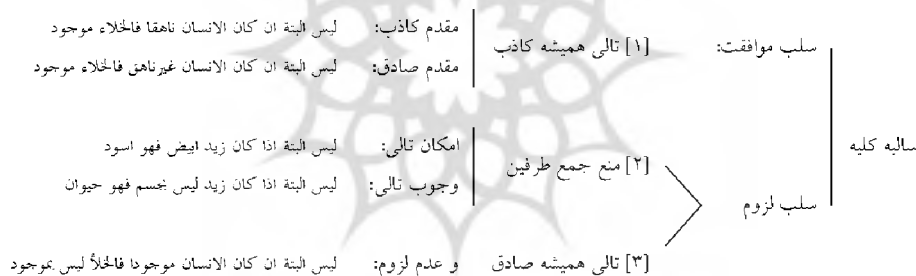 مقدم کاذب: لیس البتة ان کان الانسان ناهقا فالخلاء موجود
سلب موافقت: [۱] تالی همیشه کاذب
مقدم صادق: لیس البتة ان کان الانسان غیرناهق فالخلاء موجود
سالبه کلیه
امکان تالی: لیس البتة اذا کان زید ابیض فهو اسود
[۲] منع جمع طرفین
وجوب تالی: لیس البتة اذا کان زید لیس بجسم فهو حیوان
سلب لزوم
[۳] تالی همیشه صادق و عدم لزوم: لیس البتة ان کان الانسان موجودا فالخلأ لیس بموجود